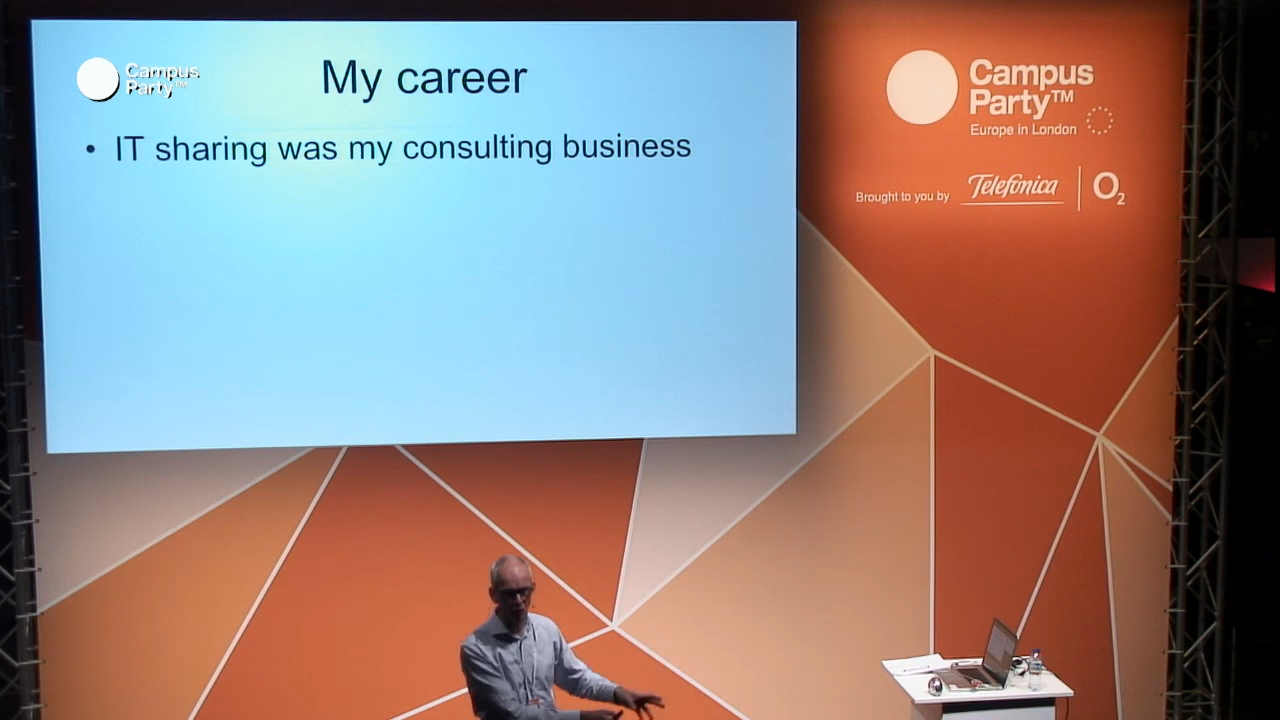 Campus
Party™
My career
• IT sharing was my consulting business
Campus
Party™
Europe in London
Brought to you by
Telefónica
O2